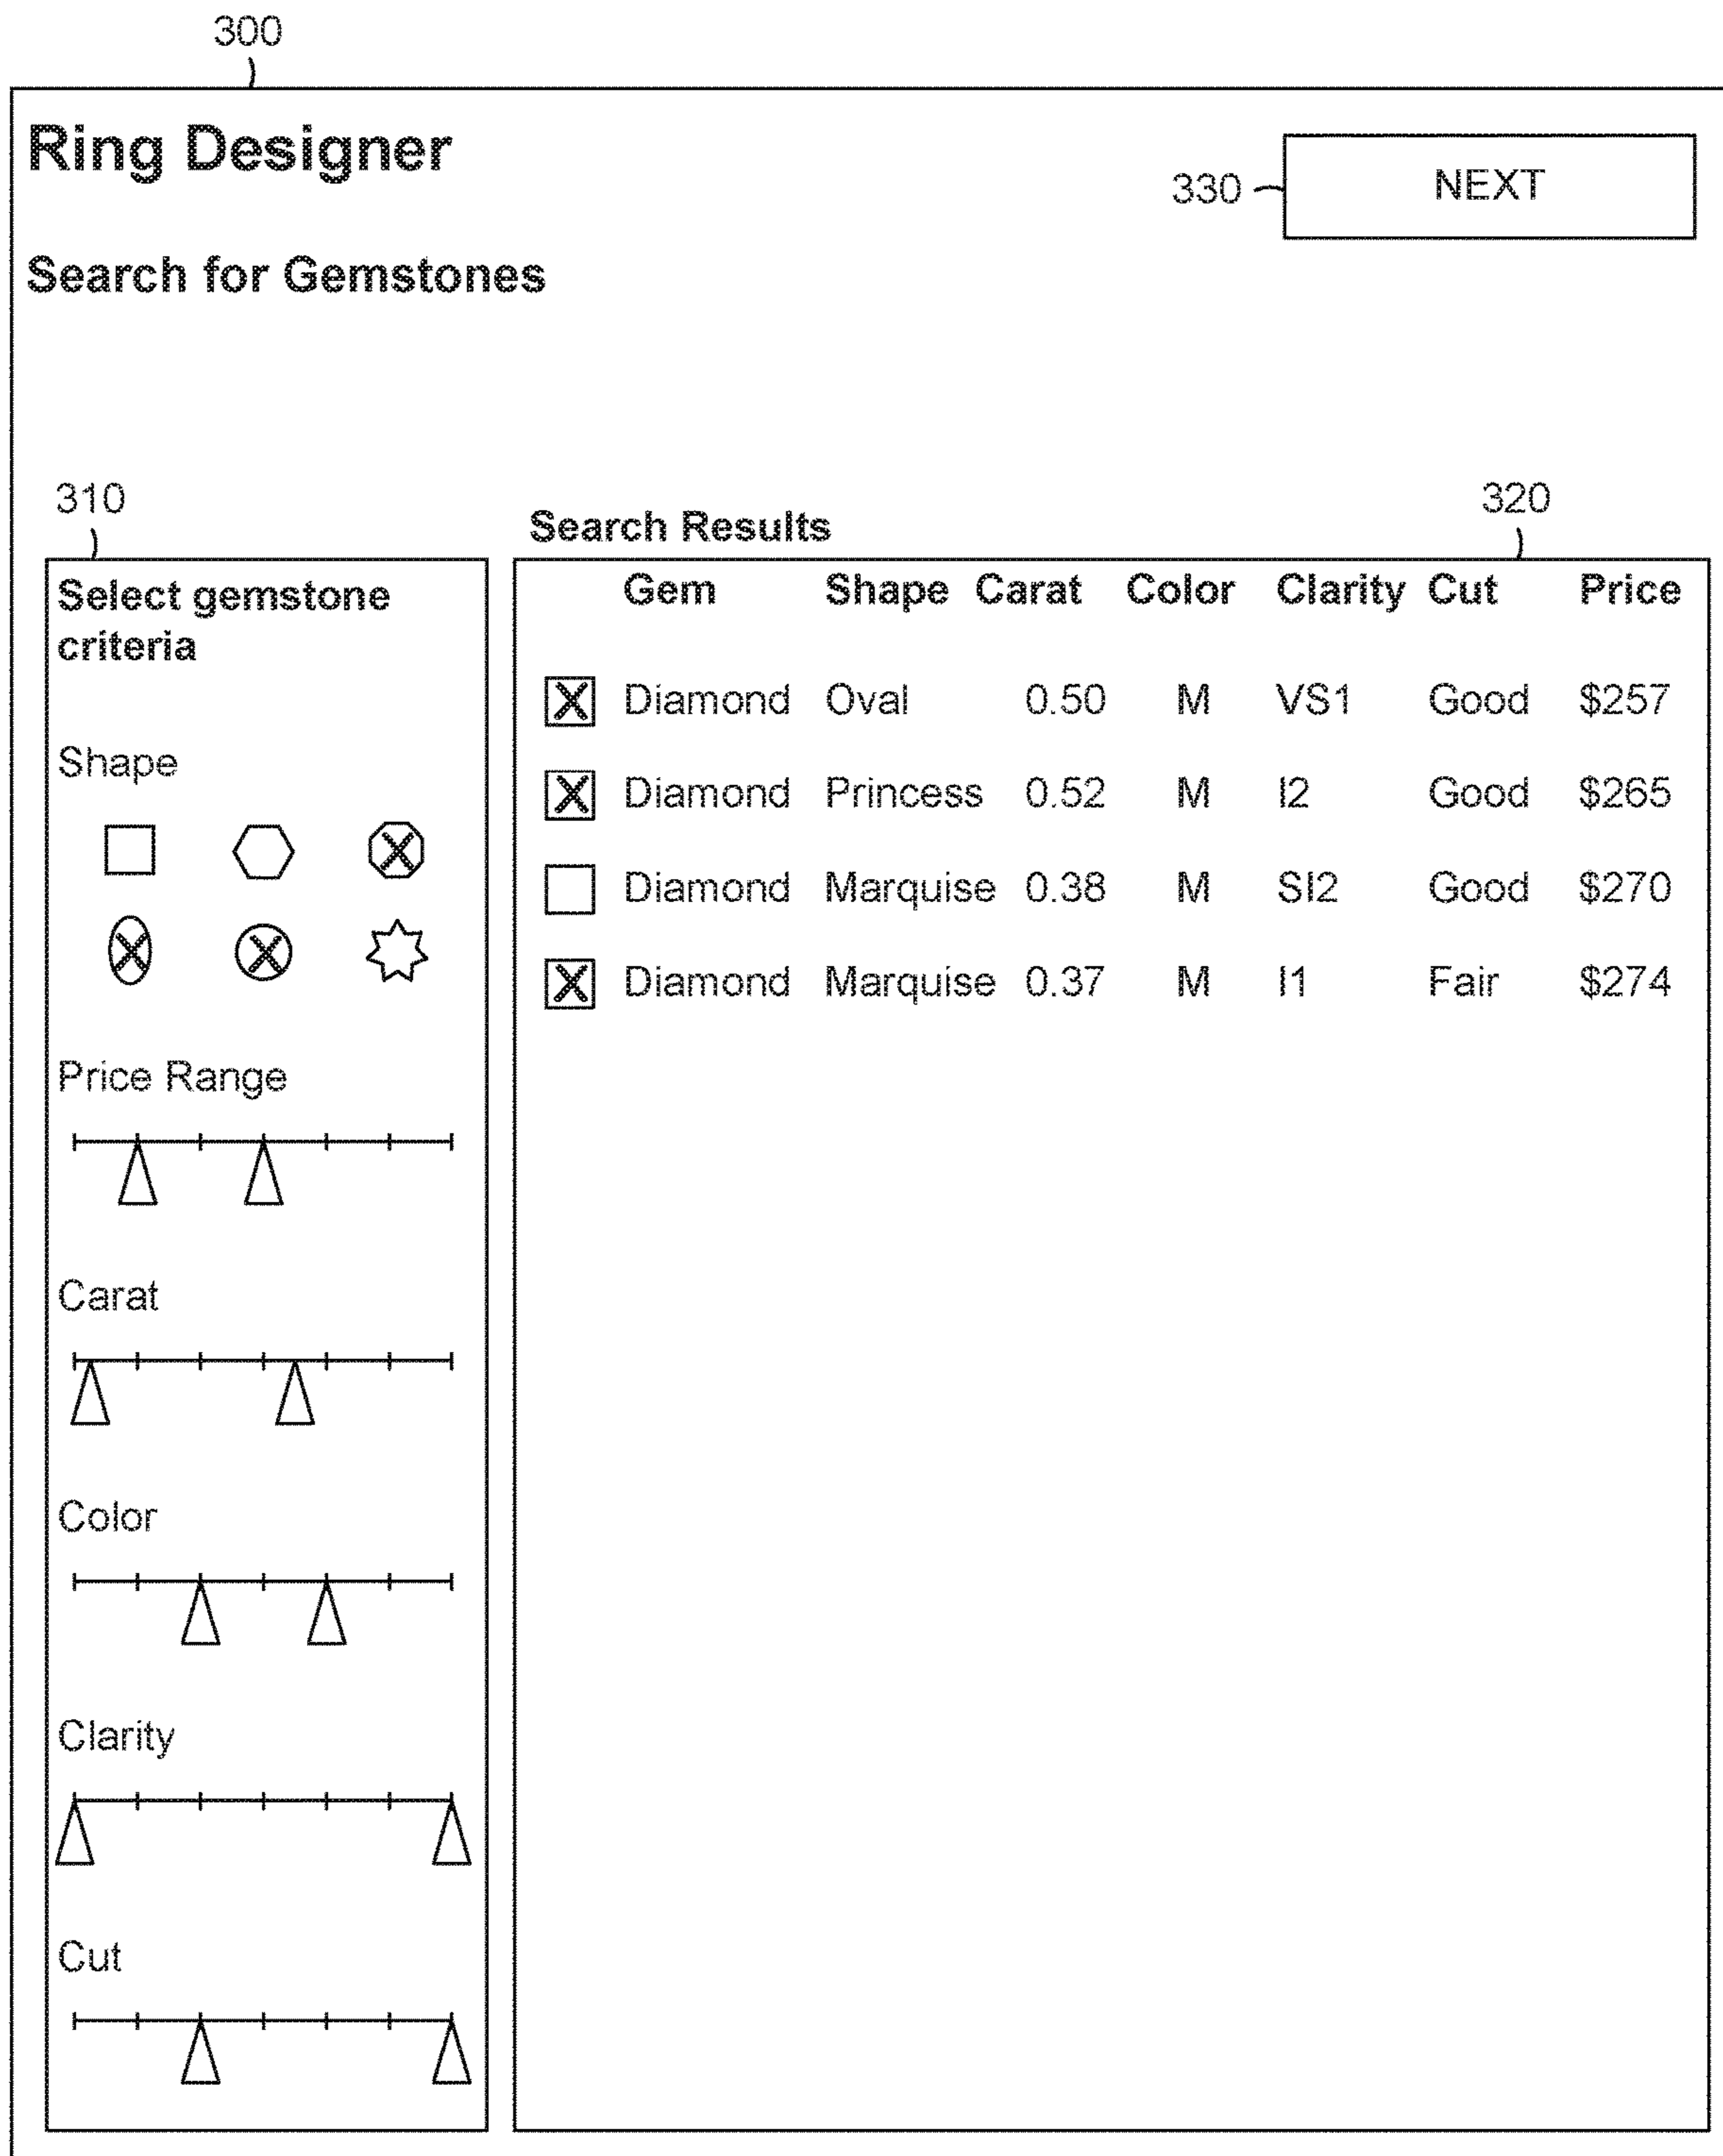 300
Ring Designer
330
NEXT
Search for Gemstones
310
Select gemstone
criteria
Shape
Price Range
Carat
Color
Clarity
Cut
Search Results
320
Gem Shape Carat Color Clarity Cut Price
Diamond Oval 0.50 M VS1 Good $257
Diamond Princess 0.52 M I2 Good $265
Diamond Marquise 0.38 M SI2 Good $270
Diamond Marquise 0.37 M I1 Fair $274